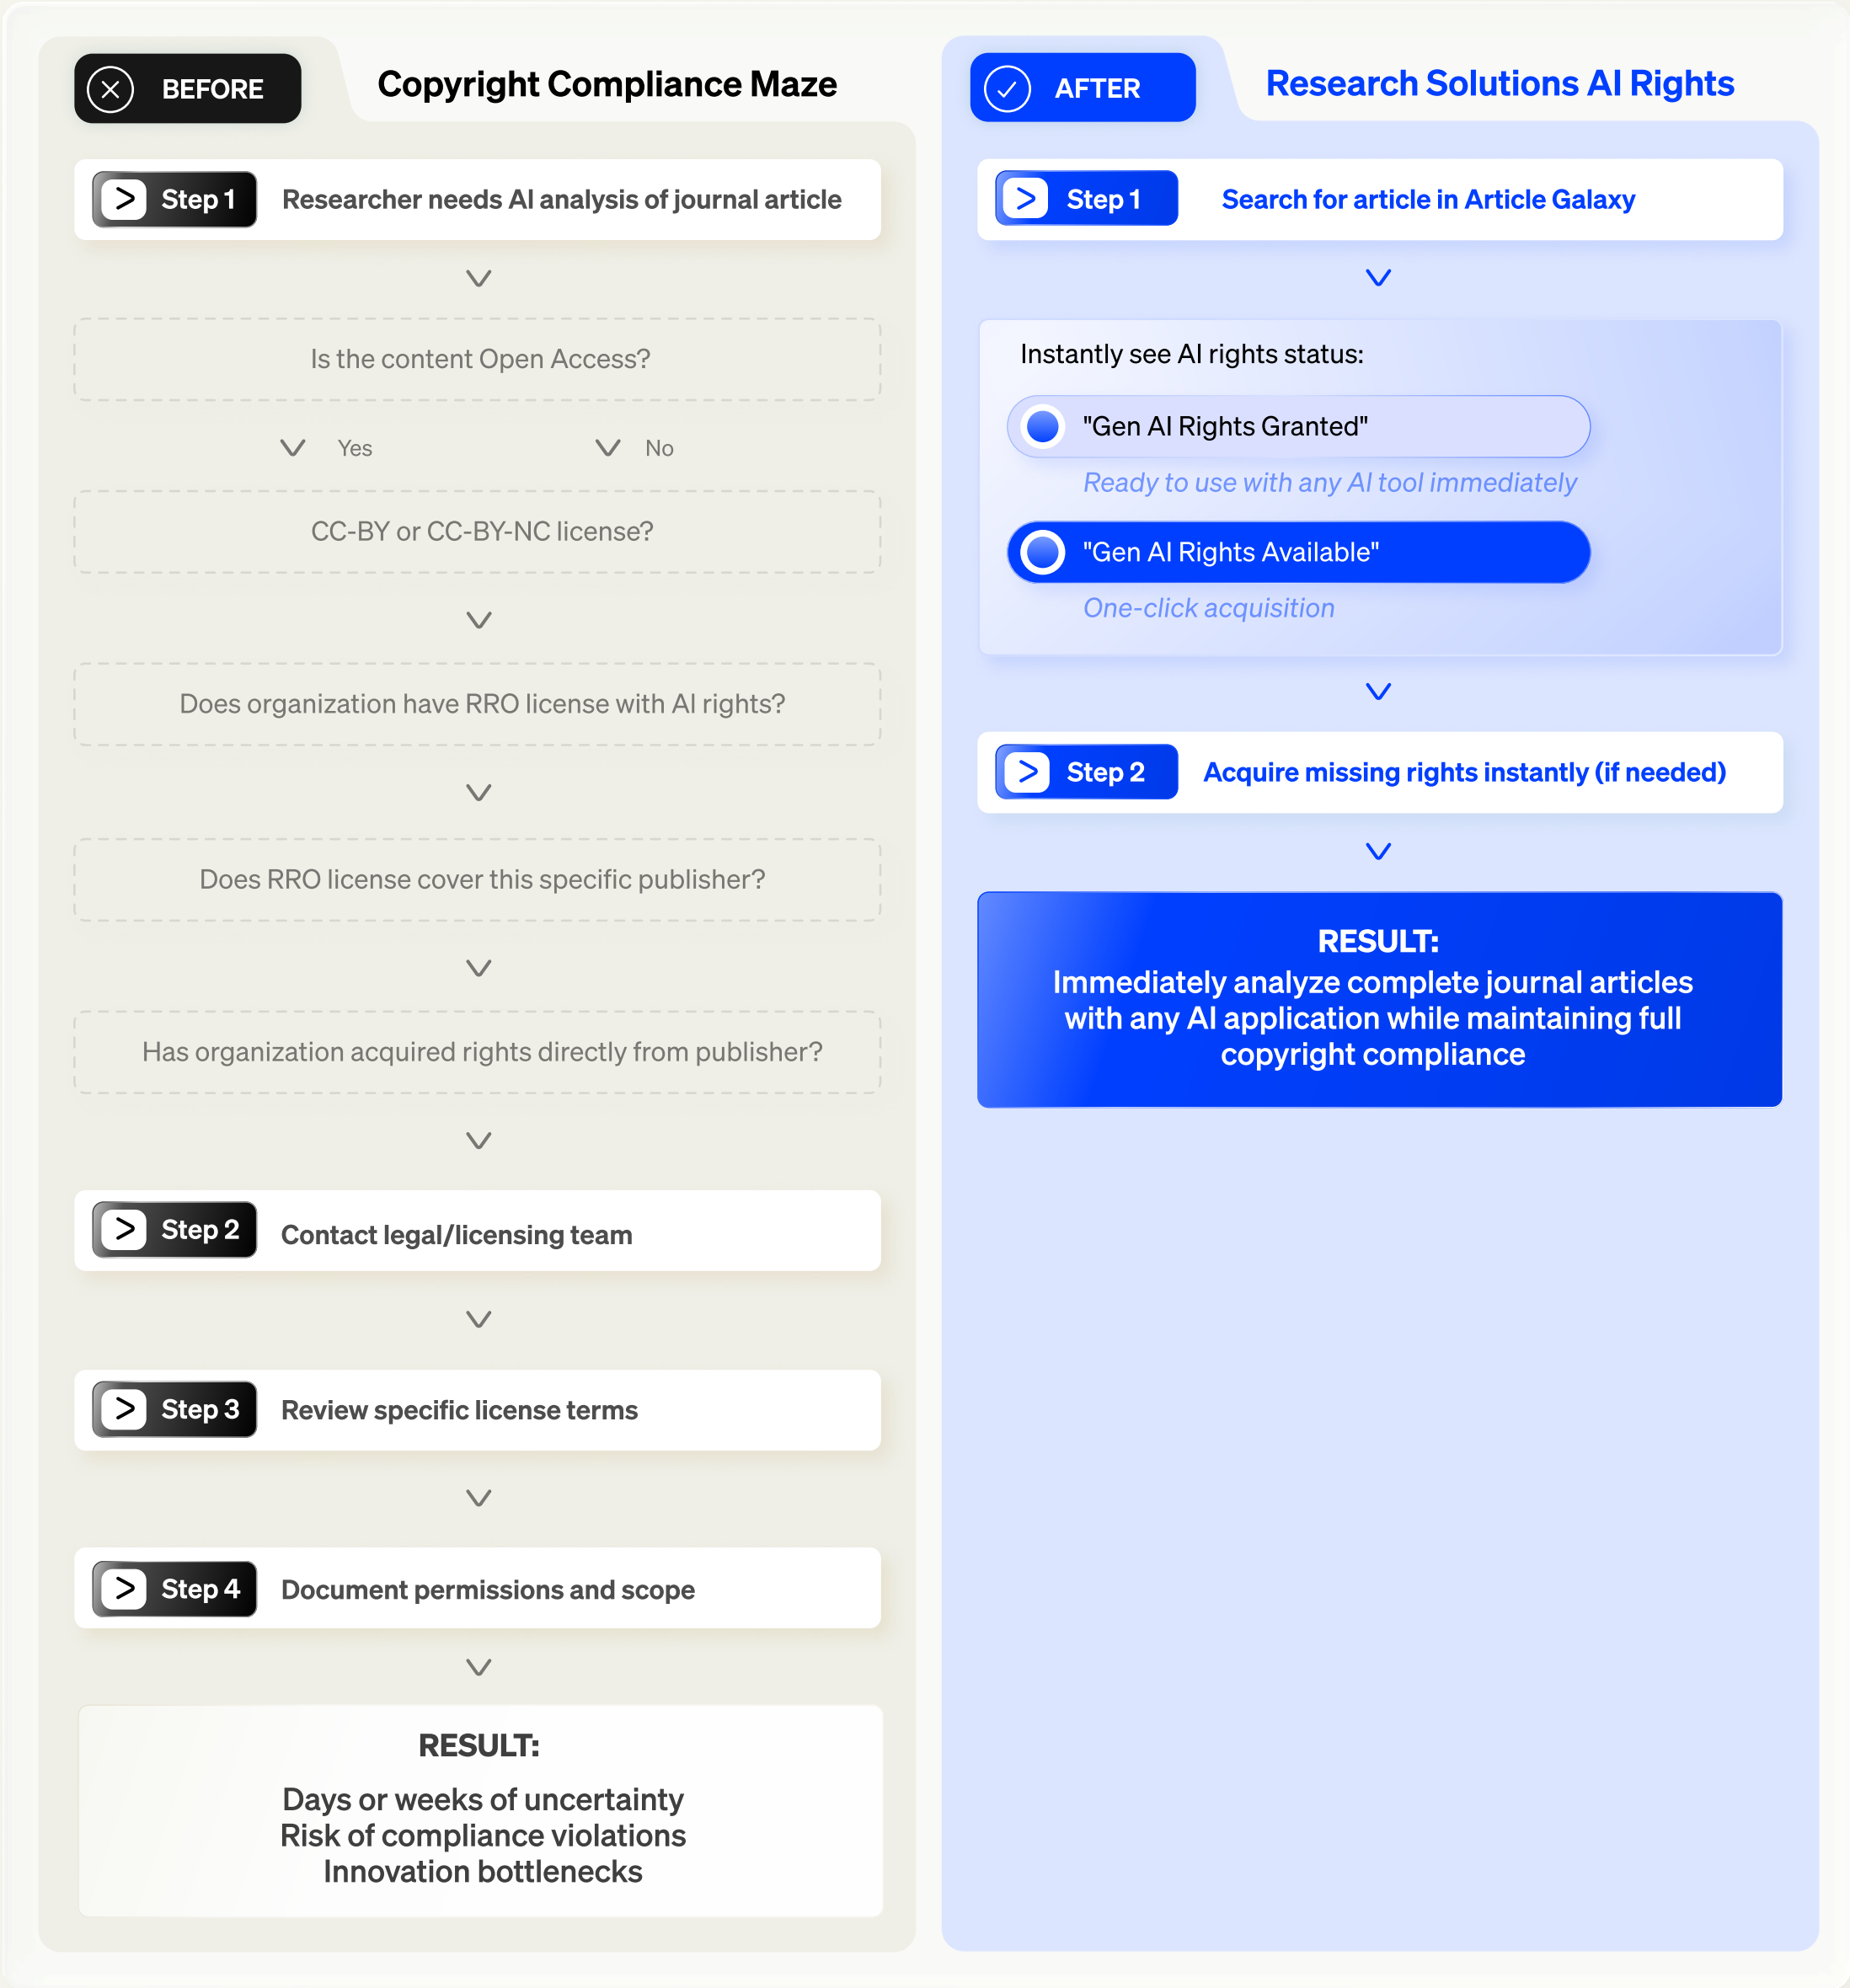 BEFORE
Copyright Compliance Maze
Step 1
Researcher needs AI analysis of journal article
Is the content Open Access?
Yes
No
CC-BY or CC-BY-NC license?
Does organization have RRO license with AI rights?
Does RRO license cover this specific publisher?
Has organization acquired rights directly from publisher?
Step 2
Contact legal/licensing team
Step 3
Review specific license terms
Step 4
Document permissions and scope
RESULT:
Days or weeks of uncertainty
Risk of compliance violations
Innovation bottlenecks
AFTER
Research Solutions AI Rights
Step 1
Search for article in Article Galaxy
Instantly see AI rights status:
"Gen AI Rights Granted"
Ready to use with any AI tool immediately
"Gen AI Rights Available"
One-click acquisition
Step 2
Acquire missing rights instantly (if needed)
RESULT:
Immediately analyze complete journal articles
with any AI application while maintaining full
copyright compliance